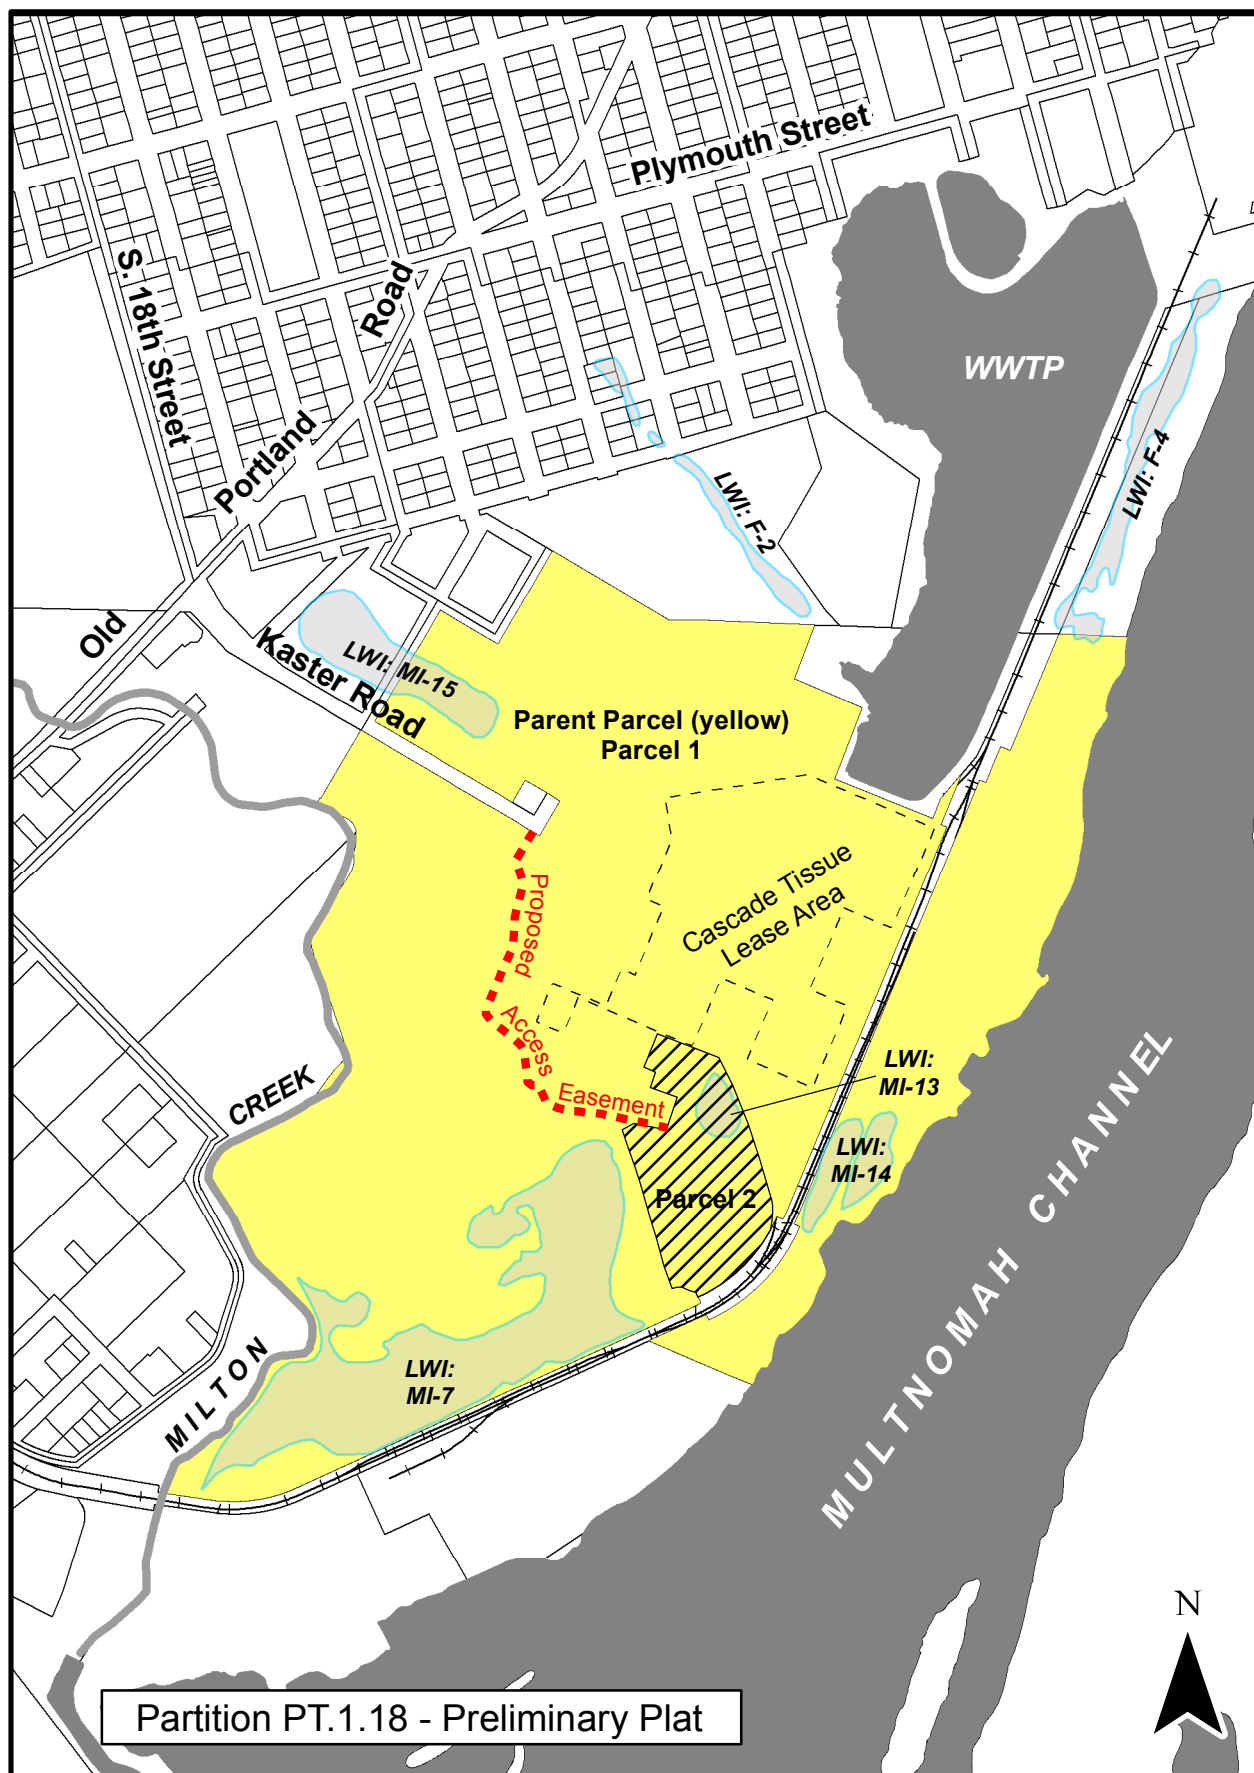 Plymouth Street
S. 18th Street
Road
Portland
Old
WWTP
LWI: F-4
LWI: F-2
Kaster Road
LWI: MI-15
Parent Parcel (yellow)
Parcel 1
Cascade Tissue
Lease Area
Proposed
Access
Easement
LWI:
MI-13
LWI:
MI-14
Parcel 2
CREEK
MILTON
LWI:
MI-7
MULTNOMAH CHANNEL
N
Partition PT.1.18 - Preliminary Plat